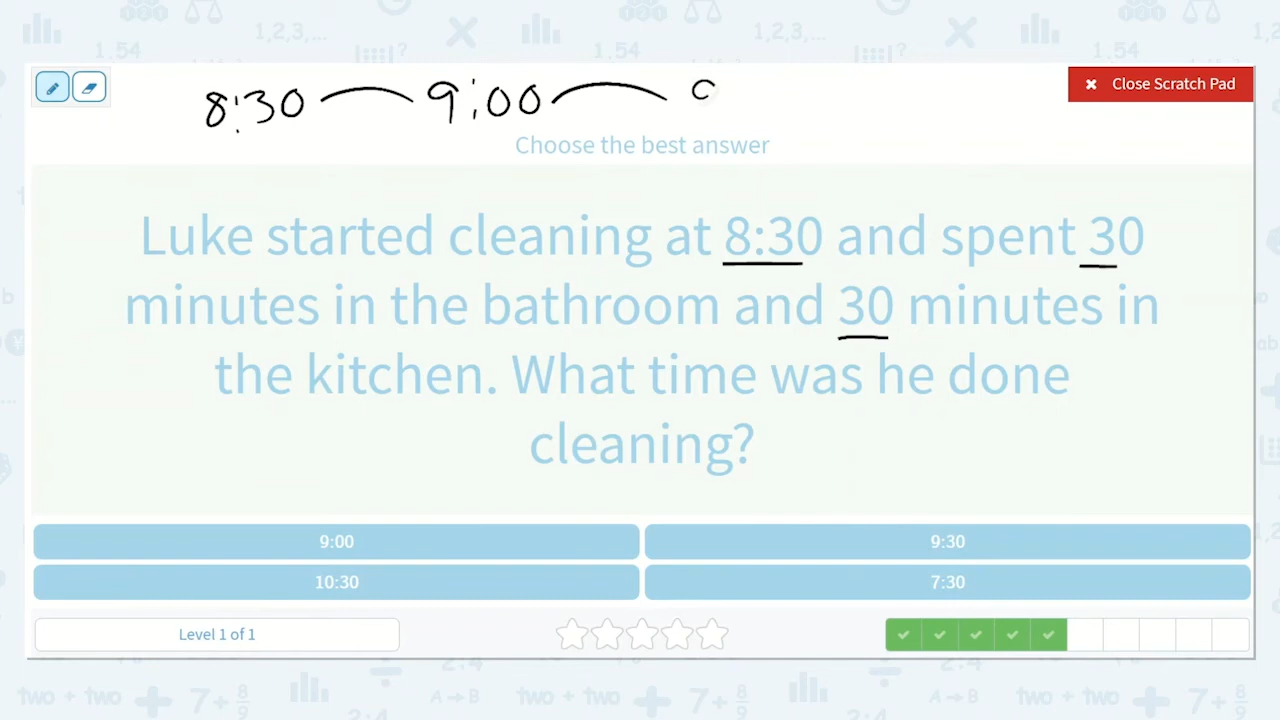 8:30 9:00
Close Scratch Pad
Choose the best answer
Luke started cleaning at 8:30 and spent 30
minutes in the bathroom and 30 minutes in
the kitchen. What time was he done
cleaning?
9:00 9:30
10:30 7:30
Level 1 of 1